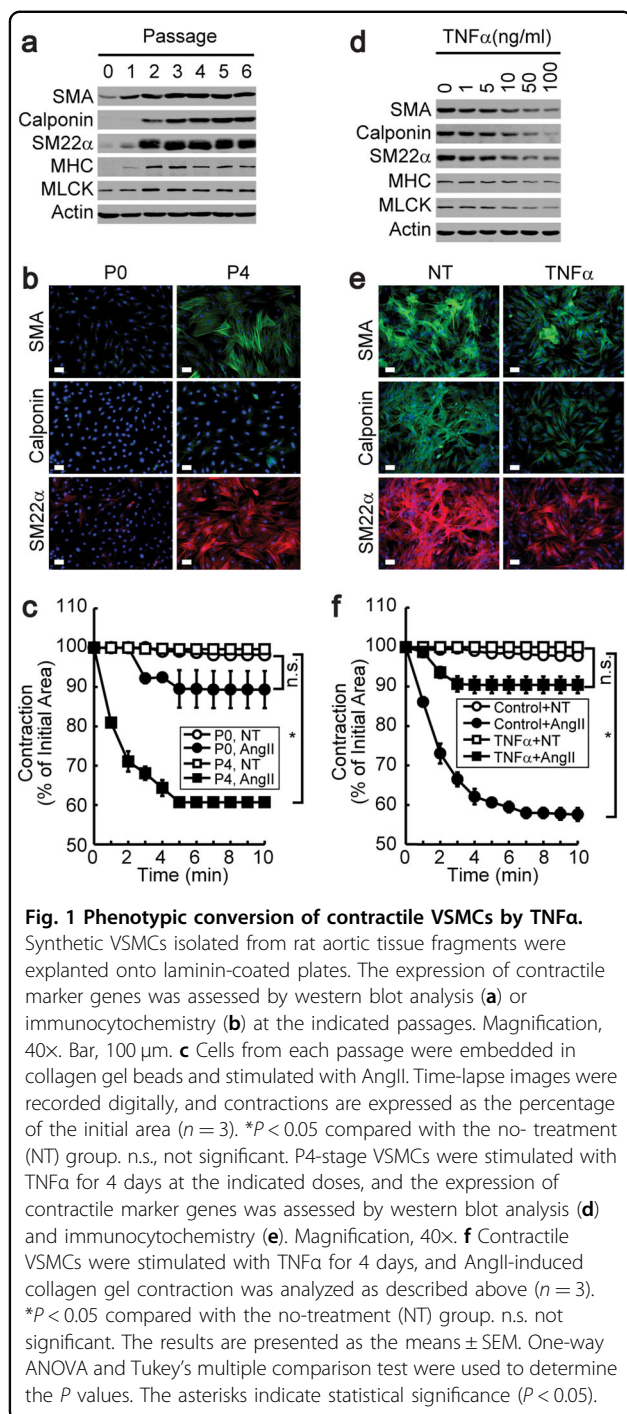 a
Passage
0 1 2 3 4 5 6
SMA
Calponin
SM22α
MHC
MLCK
Actin
d
TNFα(ng/ml)
0 1 5 10 50 100
SMA
Calponin
SM22α
MHC
MLCK
Actin
b
P0 P4
SMA
Calponin
SM22α
e
NT TNFα
SMA
Calponin
SM22α
c
Contraction
(% of Initial Area)
110
100
90
80
70
60
50
0 2 4 6 8 10
Time (min)
P0, NT
P0, AngII
P4, NT
P4, AngII
n.s.
*
f
Contraction
(% of Initial Area)
110
100
90
80
70
60
50
0 2 4 6 8 10
Time (min)
Control+NT
Control+AngII
TNFα+NT
TNFα+AngII
n.s.
*
Fig. 1 Phenotypic conversion of contractile VSMCs by TNFα.
Synthetic VSMCs isolated from rat aortic tissue fragments were
explanted onto laminin-coated plates. The expression of contractile
marker genes was assessed by western blot analysis (a) or
immunocytochemistry (b) at the indicated passages. Magnification,
40×. Bar, 100 μm. c Cells from each passage were embedded in
collagen gel beads and stimulated with AngII. Time-lapse images were
recorded digitally, and contractions are expressed as the percentage
of the initial area (n = 3). *P < 0.05 compared with the no- treatment
(NT) group. n.s., not significant. P4-stage VSMCs were stimulated with
TNFα for 4 days at the indicated doses, and the expression of
contractile marker genes was assessed by western blot analysis (d)
and immunocytochemistry (e). Magnification, 40×. f Contractile
VSMCs were stimulated with TNFα for 4 days, and AngII-induced
collagen gel contraction was analyzed as described above (n = 3).
*P < 0.05 compared with the no-treatment (NT) group. n.s. not
significant. The results are presented as the means ± SEM. One-way
ANOVA and Tukey's multiple comparison test were used to determine
the P values. The asterisks indicate statistical significance (P < 0.05).